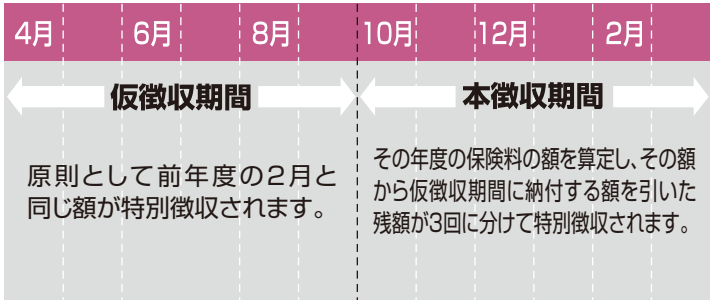 4月 6月 8月 10月 12月 2月
仮徴収期間
本徴収期間
原則として前年度の2月と
同じ額が特別徴収されます。
その年度の保険料の額を算定し、その額
から仮徴収期間に納付する額を引いた
残額が3回に分けて特別徴収されます。